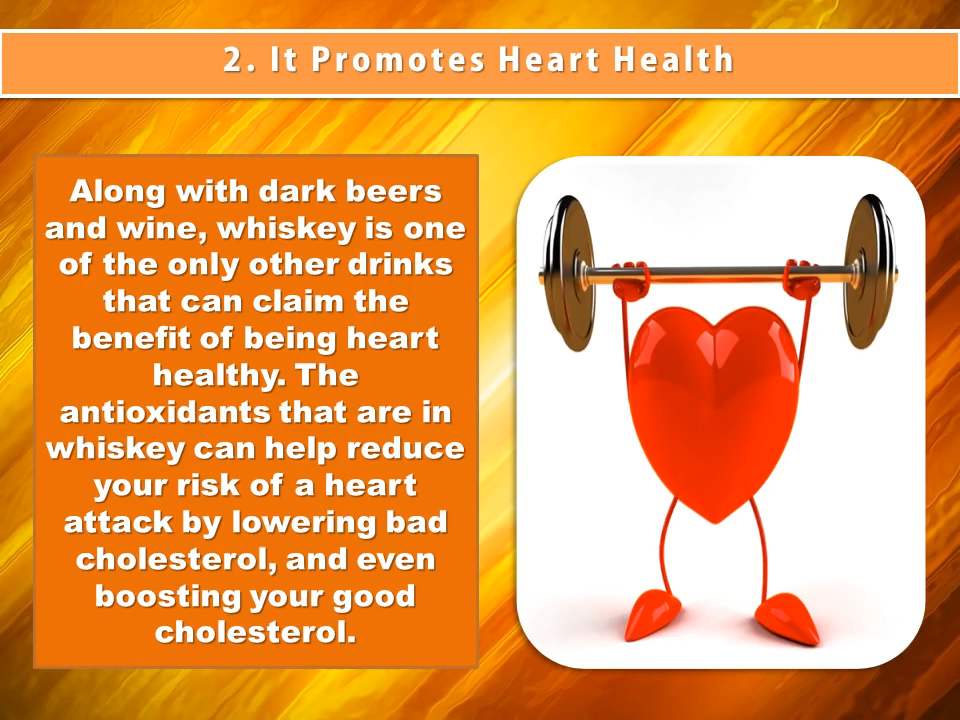 2. It Promotes Heart Health
Along with dark beers
and wine, whiskey is one
of the only other drinks
that can claim the
benefit of being heart
healthy. The
antioxidants that are in
whiskey can help reduce
your risk of a heart
attack by lowering bad
cholesterol, and even
boosting your good
cholesterol.